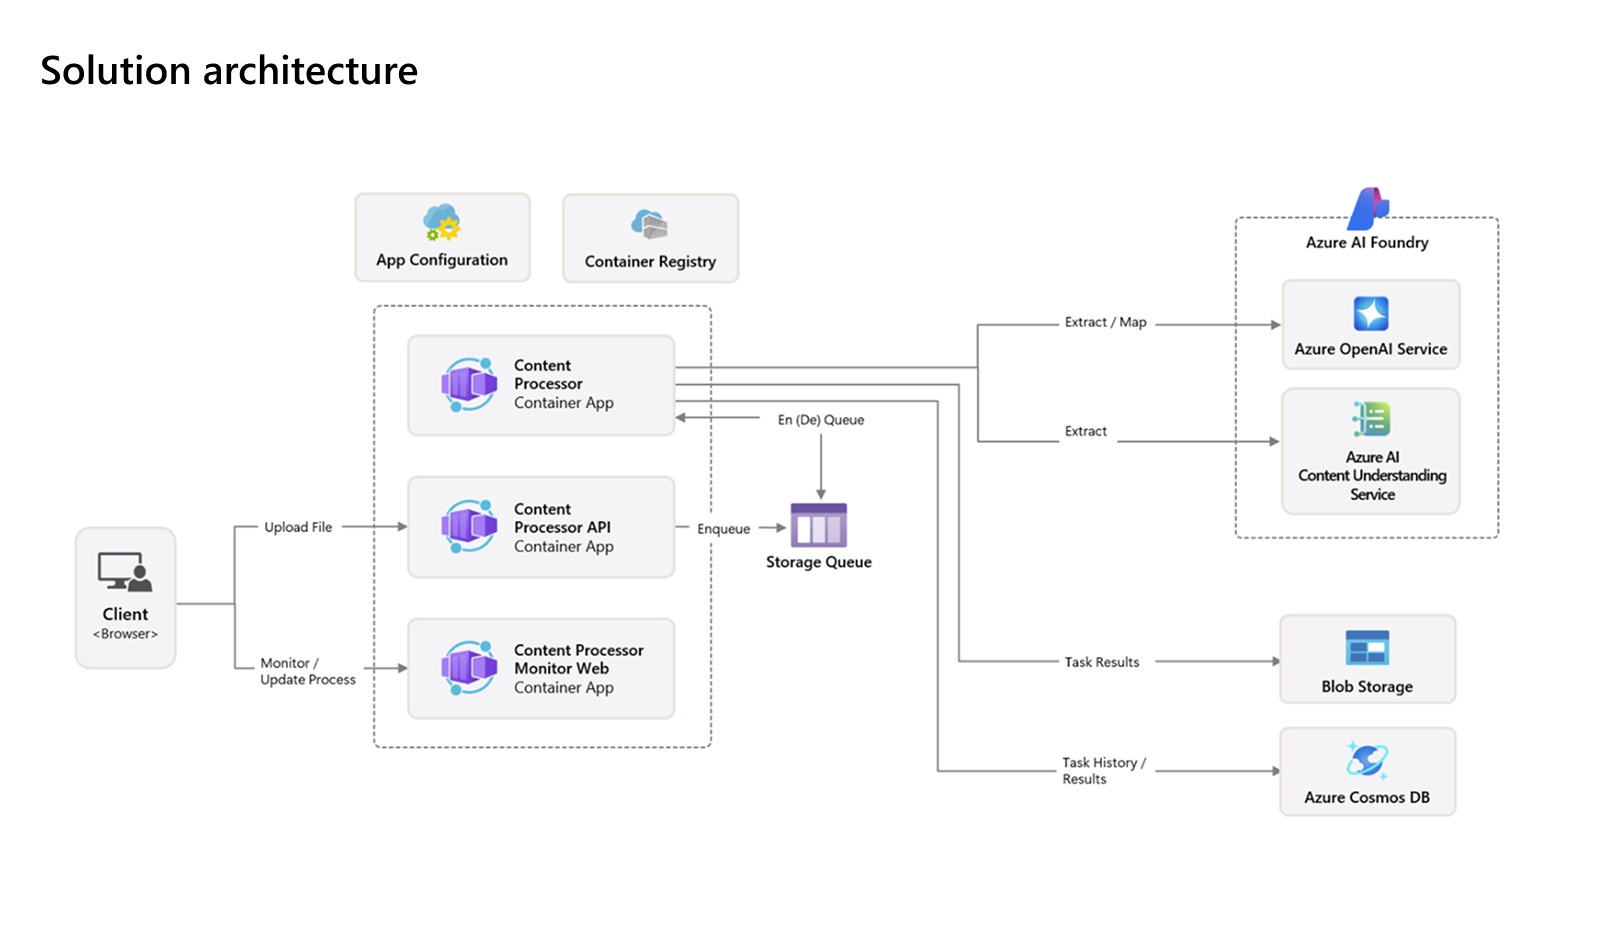 Solution architecture
App Configuration
Container Registry
Azure AI Foundry
Content
Processor
Container App
Extract / Map
Azure OpenAI Service
En (De) Queue
Extract
Azure AI
Content Understanding
Service
Client
<Browser>
Upload File
Content
Processor API
Container App
Enqueue
Storage Queue
Monitor /
Update Process
Content Processor
Monitor Web
Container App
Task Results
Blob Storage
Task History /
Results
Azure Cosmos DB